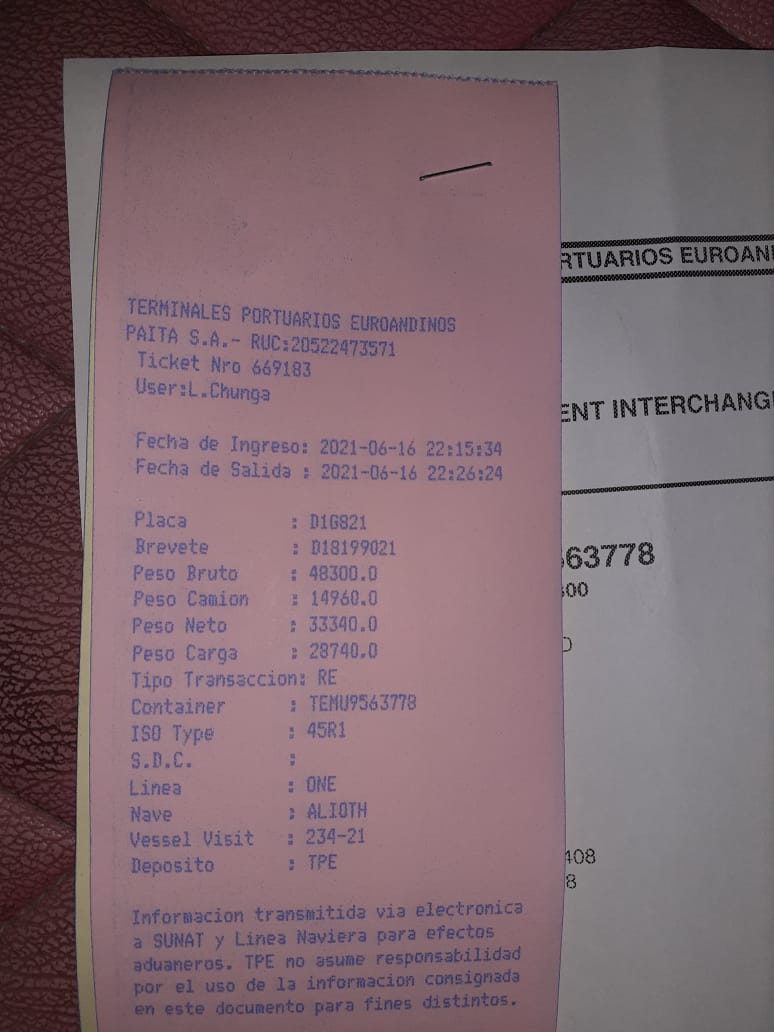 TERMINALES PORTUARIOS EUROANDINOS
PAITA S.A.- RUC:20522473571
Ticket Nro 669183
User:L.Chunga
Fecha de Ingreso: 2021-06-16 22:15:34
Fecha de Salida : 2021-06-16 22:26:24
Placa : D1G821
Brevete : D18199021
Peso Bruto : 48300.0
Peso Camion : 14960.0
Peso Neto : 33340.0
Peso Carga : 28740.0
Tipo Transaccion: RE
Container : TEMU9563778
ISO Type : 45R1
S.D.C. :
Linea : ONE
Nave : ALIOTH
Vessel Visit : 234-21
Deposito : TPE
Informacion transmitida via electronica
a SUNAT y Linea Naviera para efectos
aduaneros. TPE no asume responsabilidad
por el uso de la informacion consignada
en este documento para fines distintos.
RTUARIOS EUROAN
ENT INTERCHANG
563778
408
8